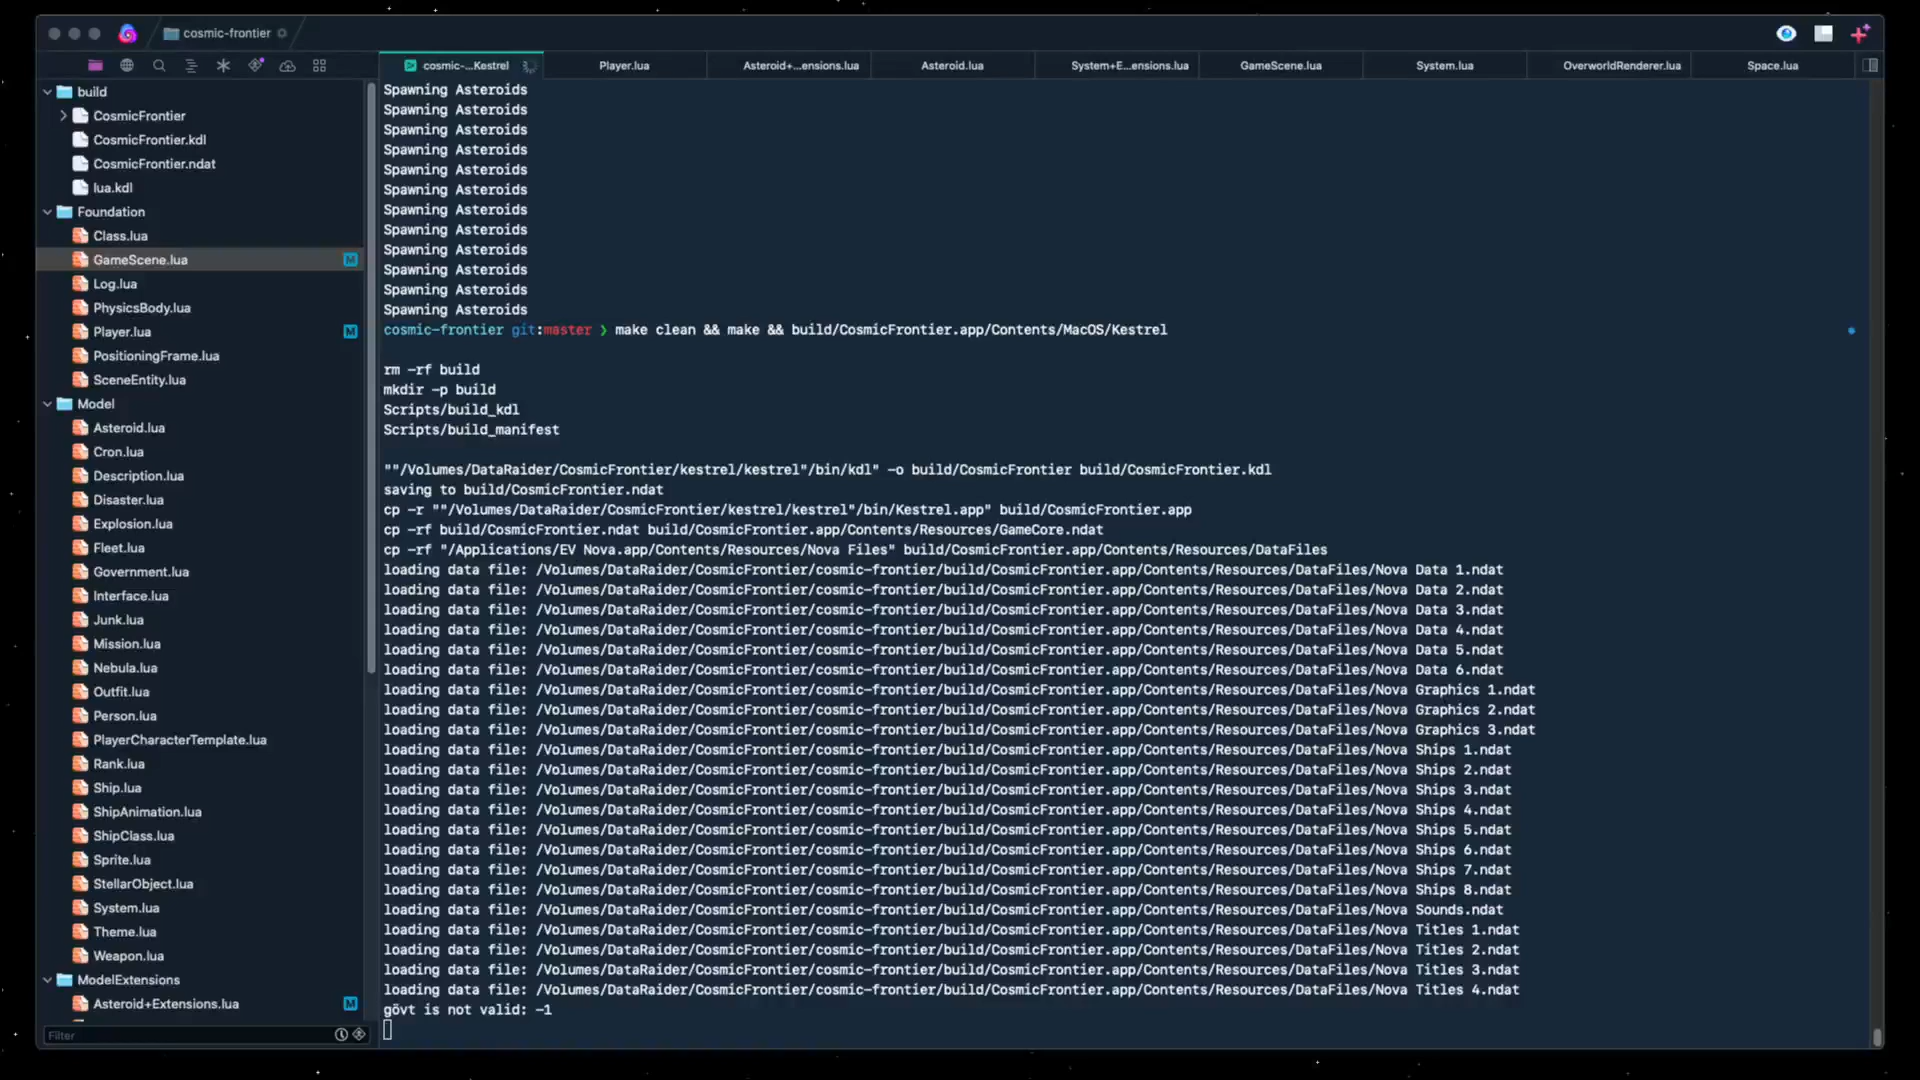 cosmic-frontier
cosmic-...Kestrel
Player.lua
Asteroid+...ensions.lua
Asteroid.lua
System+E...ensions.lua
GameScene.lua
System.lua
OverworldRenderer.lua
Space.lua
build
CosmicFrontier
CosmicFrontier.kdl
CosmicFrontier.ndat
lua.kdl
Foundation
Class.lua
GameScene.lua M
Log.lua
PhysicsBody.lua
Player.lua M
PositioningFrame.lua
SceneEntity.lua
Model
Asteroid.lua
Cron.lua
Description.lua
Disaster.lua
Explosion.lua
Fleet.lua
Government.lua
Interface.lua
Junk.lua
Mission.lua
Nebula.lua
Outfit.lua
Person.lua
PlayerCharacterTemplate.lua
Rank.lua
Ship.lua
ShipAnimation.lua
ShipClass.lua
Sprite.lua
StellarObject.lua
System.lua
Theme.lua
Weapon.lua
ModelExtensions
Asteroid+Extensions.lua M
Filter
Spawning Asteroids
Spawning Asteroids
Spawning Asteroids
Spawning Asteroids
Spawning Asteroids
Spawning Asteroids
Spawning Asteroids
Spawning Asteroids
Spawning Asteroids
Spawning Asteroids
Spawning Asteroids
Spawning Asteroids
cosmic-frontier git:master ❯ make clean && make && build/CosmicFrontier.app/Contents/MacOS/Kestrel
rm -rf build
mkdir -p build
Scripts/build_kdl
Scripts/build_manifest
""/Volumes/DataRaider/CosmicFrontier/kestrel/kestrel"/bin/kdl" -o build/CosmicFrontier build/CosmicFrontier.kdl
saving to build/CosmicFrontier.ndat
cp -r ""/Volumes/DataRaider/CosmicFrontier/kestrel/kestrel"/bin/Kestrel.app" build/CosmicFrontier.app
cp -rf build/CosmicFrontier.ndat build/CosmicFrontier.app/Contents/Resources/GameCore.ndat
cp -rf "/Applications/EV Nova.app/Contents/Resources/Nova Files" build/CosmicFrontier.app/Contents/Resources/DataFiles
loading data file: /Volumes/DataRaider/CosmicFrontier/cosmic-frontier/build/CosmicFrontier.app/Contents/Resources/DataFiles/Nova Data 1.ndat
loading data file: /Volumes/DataRaider/CosmicFrontier/cosmic-frontier/build/CosmicFrontier.app/Contents/Resources/DataFiles/Nova Data 2.ndat
loading data file: /Volumes/DataRaider/CosmicFrontier/cosmic-frontier/build/CosmicFrontier.app/Contents/Resources/DataFiles/Nova Data 3.ndat
loading data file: /Volumes/DataRaider/CosmicFrontier/cosmic-frontier/build/CosmicFrontier.app/Contents/Resources/DataFiles/Nova Data 4.ndat
loading data file: /Volumes/DataRaider/CosmicFrontier/cosmic-frontier/build/CosmicFrontier.app/Contents/Resources/DataFiles/Nova Data 5.ndat
loading data file: /Volumes/DataRaider/CosmicFrontier/cosmic-frontier/build/CosmicFrontier.app/Contents/Resources/DataFiles/Nova Data 6.ndat
loading data file: /Volumes/DataRaider/CosmicFrontier/cosmic-frontier/build/CosmicFrontier.app/Contents/Resources/DataFiles/Nova Graphics 1.ndat
loading data file: /Volumes/DataRaider/CosmicFrontier/cosmic-frontier/build/CosmicFrontier.app/Contents/Resources/DataFiles/Nova Graphics 2.ndat
loading data file: /Volumes/DataRaider/CosmicFrontier/cosmic-frontier/build/CosmicFrontier.app/Contents/Resources/DataFiles/Nova Graphics 3.ndat
loading data file: /Volumes/DataRaider/CosmicFrontier/cosmic-frontier/build/CosmicFrontier.app/Contents/Resources/DataFiles/Nova Ships 1.ndat
loading data file: /Volumes/DataRaider/CosmicFrontier/cosmic-frontier/build/CosmicFrontier.app/Contents/Resources/DataFiles/Nova Ships 2.ndat
loading data file: /Volumes/DataRaider/CosmicFrontier/cosmic-frontier/build/CosmicFrontier.app/Contents/Resources/DataFiles/Nova Ships 3.ndat
loading data file: /Volumes/DataRaider/CosmicFrontier/cosmic-frontier/build/CosmicFrontier.app/Contents/Resources/DataFiles/Nova Ships 4.ndat
loading data file: /Volumes/DataRaider/CosmicFrontier/cosmic-frontier/build/CosmicFrontier.app/Contents/Resources/DataFiles/Nova Ships 5.ndat
loading data file: /Volumes/DataRaider/CosmicFrontier/cosmic-frontier/build/CosmicFrontier.app/Contents/Resources/DataFiles/Nova Ships 6.ndat
loading data file: /Volumes/DataRaider/CosmicFrontier/cosmic-frontier/build/CosmicFrontier.app/Contents/Resources/DataFiles/Nova Ships 7.ndat
loading data file: /Volumes/DataRaider/CosmicFrontier/cosmic-frontier/build/CosmicFrontier.app/Contents/Resources/DataFiles/Nova Ships 8.ndat
loading data file: /Volumes/DataRaider/CosmicFrontier/cosmic-frontier/build/CosmicFrontier.app/Contents/Resources/DataFiles/Nova Sounds.ndat
loading data file: /Volumes/DataRaider/CosmicFrontier/cosmic-frontier/build/CosmicFrontier.app/Contents/Resources/DataFiles/Nova Titles 1.ndat
loading data file: /Volumes/DataRaider/CosmicFrontier/cosmic-frontier/build/CosmicFrontier.app/Contents/Resources/DataFiles/Nova Titles 2.ndat
loading data file: /Volumes/DataRaider/CosmicFrontier/cosmic-frontier/build/CosmicFrontier.app/Contents/Resources/DataFiles/Nova Titles 3.ndat
loading data file: /Volumes/DataRaider/CosmicFrontier/cosmic-frontier/build/CosmicFrontier.app/Contents/Resources/DataFiles/Nova Titles 4.ndat
gövt is not valid: -1